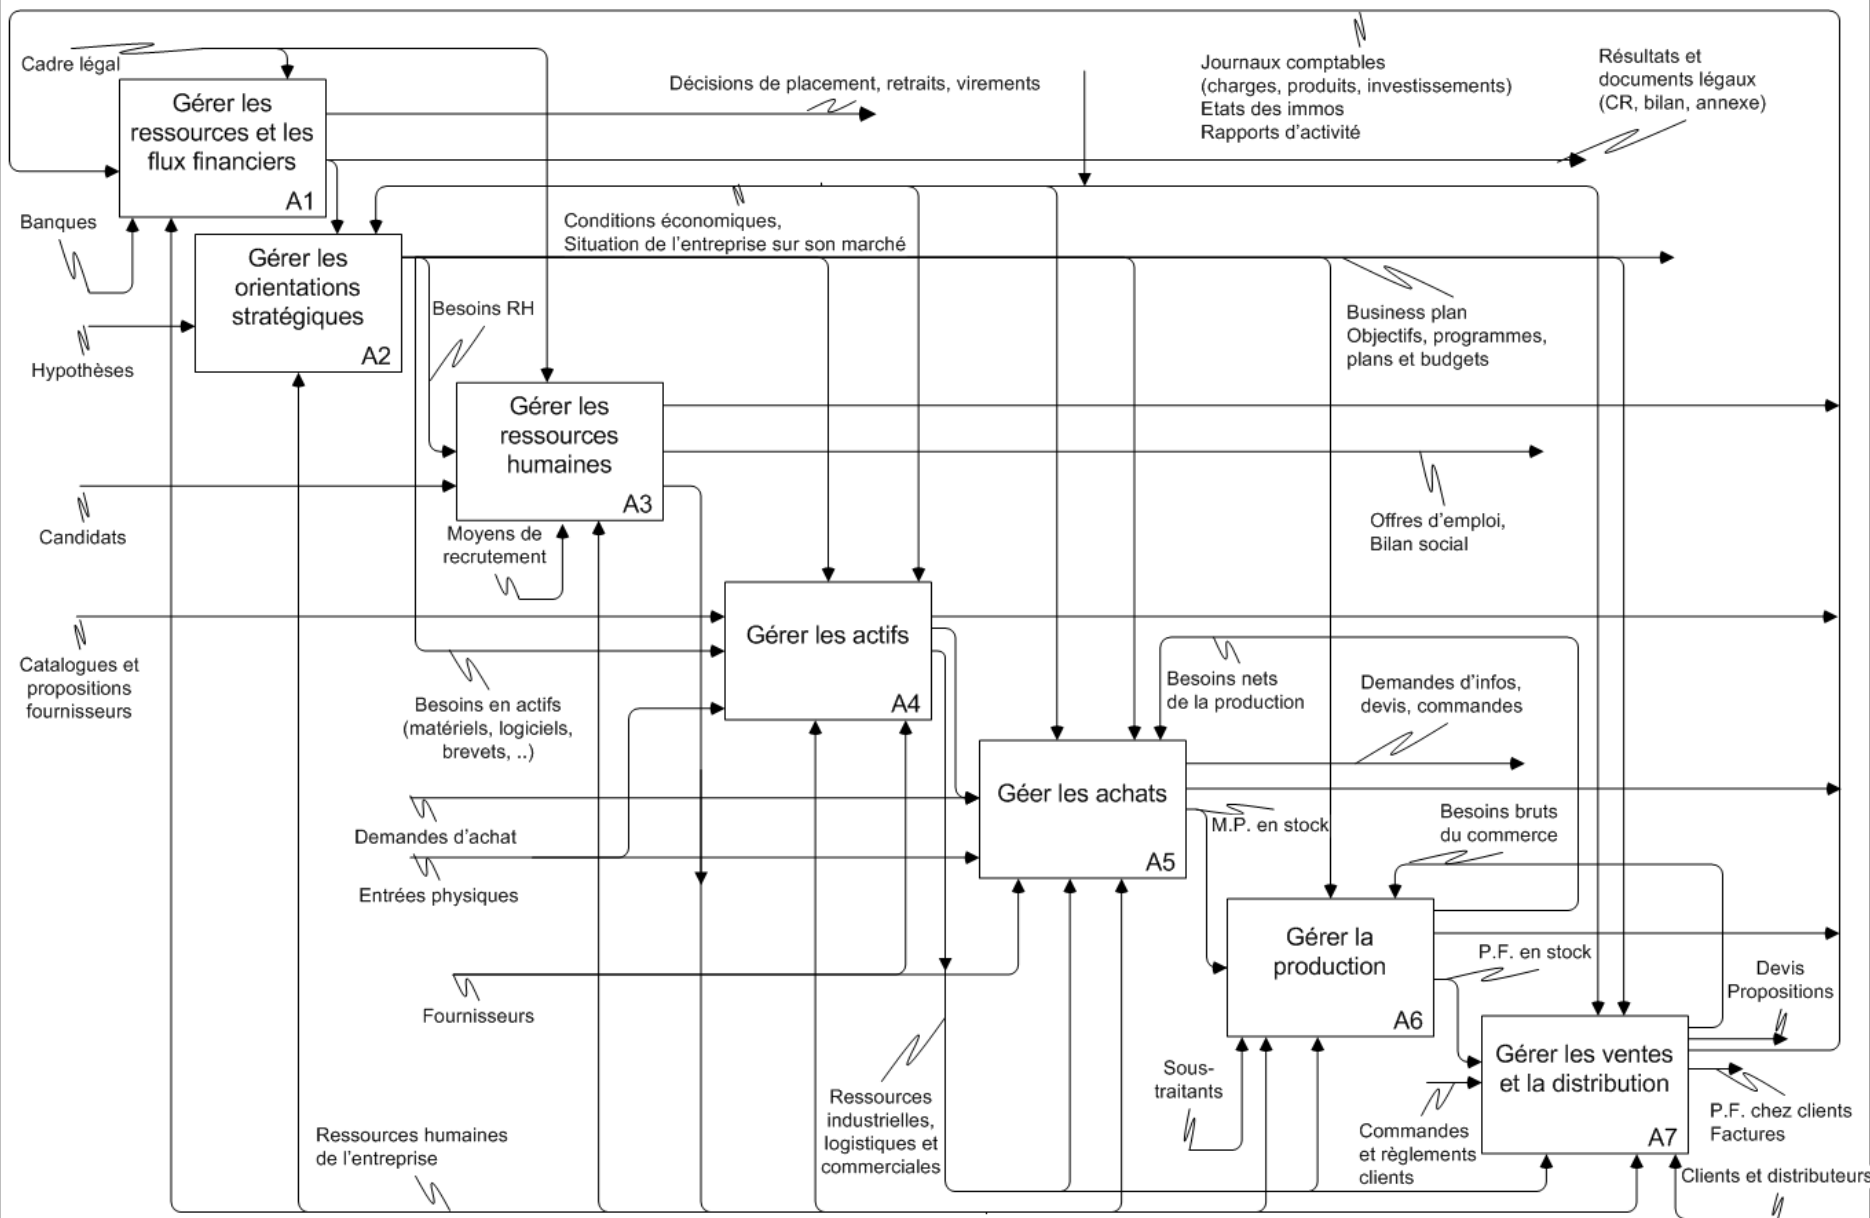 Cadre légal
Gérer les
ressources et les
flux financiers
A1
Décisions de placement, retraits, virements
Journaux comptables
(charges, produits, investissements)
Etats des immos
Rapports d'activité
Résultats et
documents légaux
(CR, bilan, annexe)
Banques
Conditions économiques,
Situation de l'entreprise sur son marché
Gérer les
orientations
stratégiques
A2
Hypothèses
Besoins RH
Business plan
Objectifs, programmes,
plans et budgets
Gérer les
ressources
humaines
A3
Candidats
Moyens de
recrutement
Offres d'emploi,
Bilan social
Catalogues et
propositions
fournisseurs
Gérer les actifs
A4
Besoins en actifs
(matériels, logiciels,
brevets, ..)
Besoins nets
de la production
Demandes d'infos,
devis, commandes
Géer les achats
A5
Demandes d'achat
Entrées physiques
M.P. en stock
Besoins bruts
du commerce
Gérer la
production
A6
P.F. en stock
Devis
Propositions
Fournisseurs
Gérer les ventes
et la distribution
A7
Sous-
traitants
Ressources
industrielles,
logistiques et
commerciales
Commandes
et règlements
clients
P.F. chez clients
Factures
Ressources humaines
de l'entreprise
Clients et distributeurs